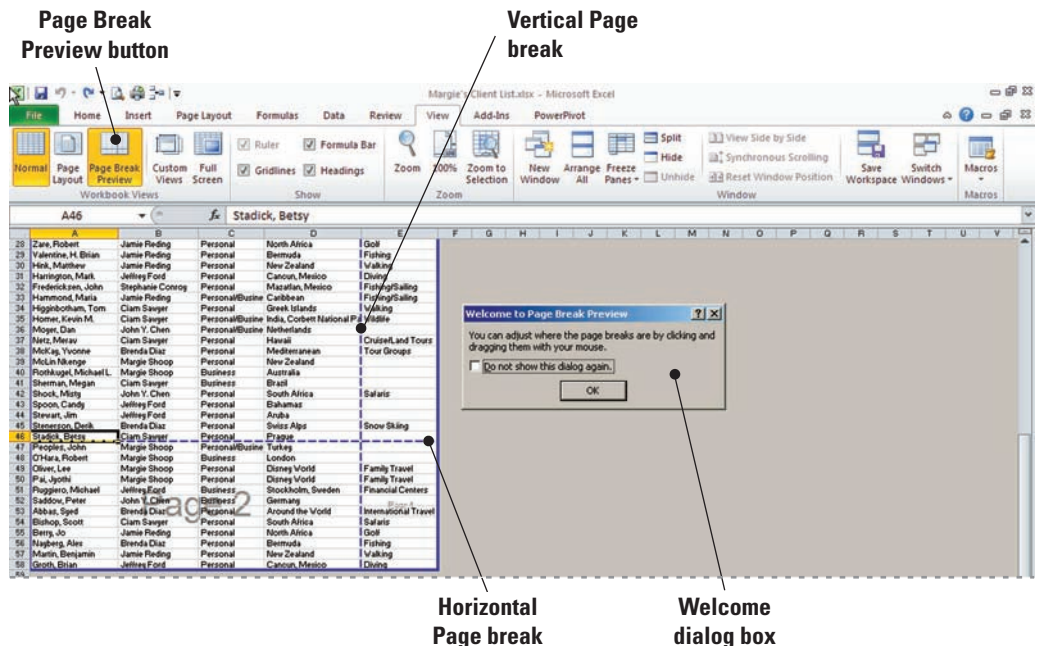 Page Break
Preview button
Vertical Page
break
Margie's Client List.xlsx - Microsoft Excel
File Home Insert Page Layout Formulas Data Review View Add-Ins PowerPivot
Normal Page Layout Page Break Preview Custom Views Full Screen
Workbook Views
Ruler Formula Bar
Gridlines Headings
Show
Zoom 100% Zoom to Selection
Zoom
New Window Arrange All Freeze Panes
Split
Hide
Unhide
View Side by Side
Synchronous Scrolling
Reset Window Position
Window
Save Workspace Switch Windows
Macros
Macros
A46 fx Stadick, Betsy
A B C D E F G H I J K L M N O P Q R S T U V
28 Zare, Robert Jamie Reding Personal North Africa Golf
29 Valentine, H. Brian Jamie Reding Personal Bermuda Fishing
30 Hink, Matthew Jamie Reding Personal New Zealand Walking
31 Harrington, Mark Jeffrey Ford Personal Cancun, Mexico Diving
32 Fredericksen, John Stephanie Conroy Personal Mazatlan, Mexico Fishing/Sailing
33 Hammond, Maria Jamie Reding Personal/Busine Caribbean Fishing/Sailing
34 Higginbotham, Tom Ciam Sawyer Personal Greek Islands Walking
35 Homer, Kevin M. Ciam Sawyer Personal/Busine India, Corbett National Pa Wildlife
36 Moyer, Dan John Y. Chen Personal/Busine Netherlands
37 Netz, Merav Ciam Sawyer Personal Hawaii Cruise/Land Tours
38 McKay, Yvonne Brenda Diaz Personal Mediterranean Tour Groups
39 McLin Nkenge Margie Shoop Personal New Zealand
40 Rothkugel, Michael L. Margie Shoop Business Australia
41 Sherman, Megan Ciam Sawyer Business Brazil
42 Shock, Misty John Y. Chen Personal South Africa Safaris
43 Spoon, Candy Jeffrey Ford Personal Bahamas
44 Stewart, Jim Jeffrey Ford Personal Aruba
45 Stenerson, Derik Brenda Diaz Personal Swiss Alps Snow Skiing
46 Stadick, Betsy Ciam Sawyer Personal Prague
47 Peoples, John Margie Shoop Personal/Busine Turkey
48 O'Hara, Robert Margie Shoop Business London
49 Oliver, Lee Margie Shoop Personal Disney World Family Travel
50 Pai, Jyothi Margie Shoop Personal Disney World Family Travel
51 Ruggiero, Michael Jeffrey Ford Business Stockholm, Sweden Financial Centers
52 Saddow, Peter John Y. Chen Business Germany
53 Abbas, Syed Brenda Diaz Personal Around the World International Travel
54 Bishop, Scott Ciam Sawyer Personal South Africa Safaris
55 Berry, Jo Jamie Reding Personal North Africa Golf
56 Nayberg, Alex Brenda Diaz Personal Bermuda Fishing
57 Martin, Benjamin Jamie Reding Personal New Zealand Walking
58 Groth, Brian Jeffrey Ford Personal Cancun, Mexico Diving
Page 2
Welcome to Page Break Preview
You can adjust where the page breaks are by clicking and
dragging them with your mouse.
Do not show this dialog again.
OK
Horizontal
Page break
Welcome
dialog box